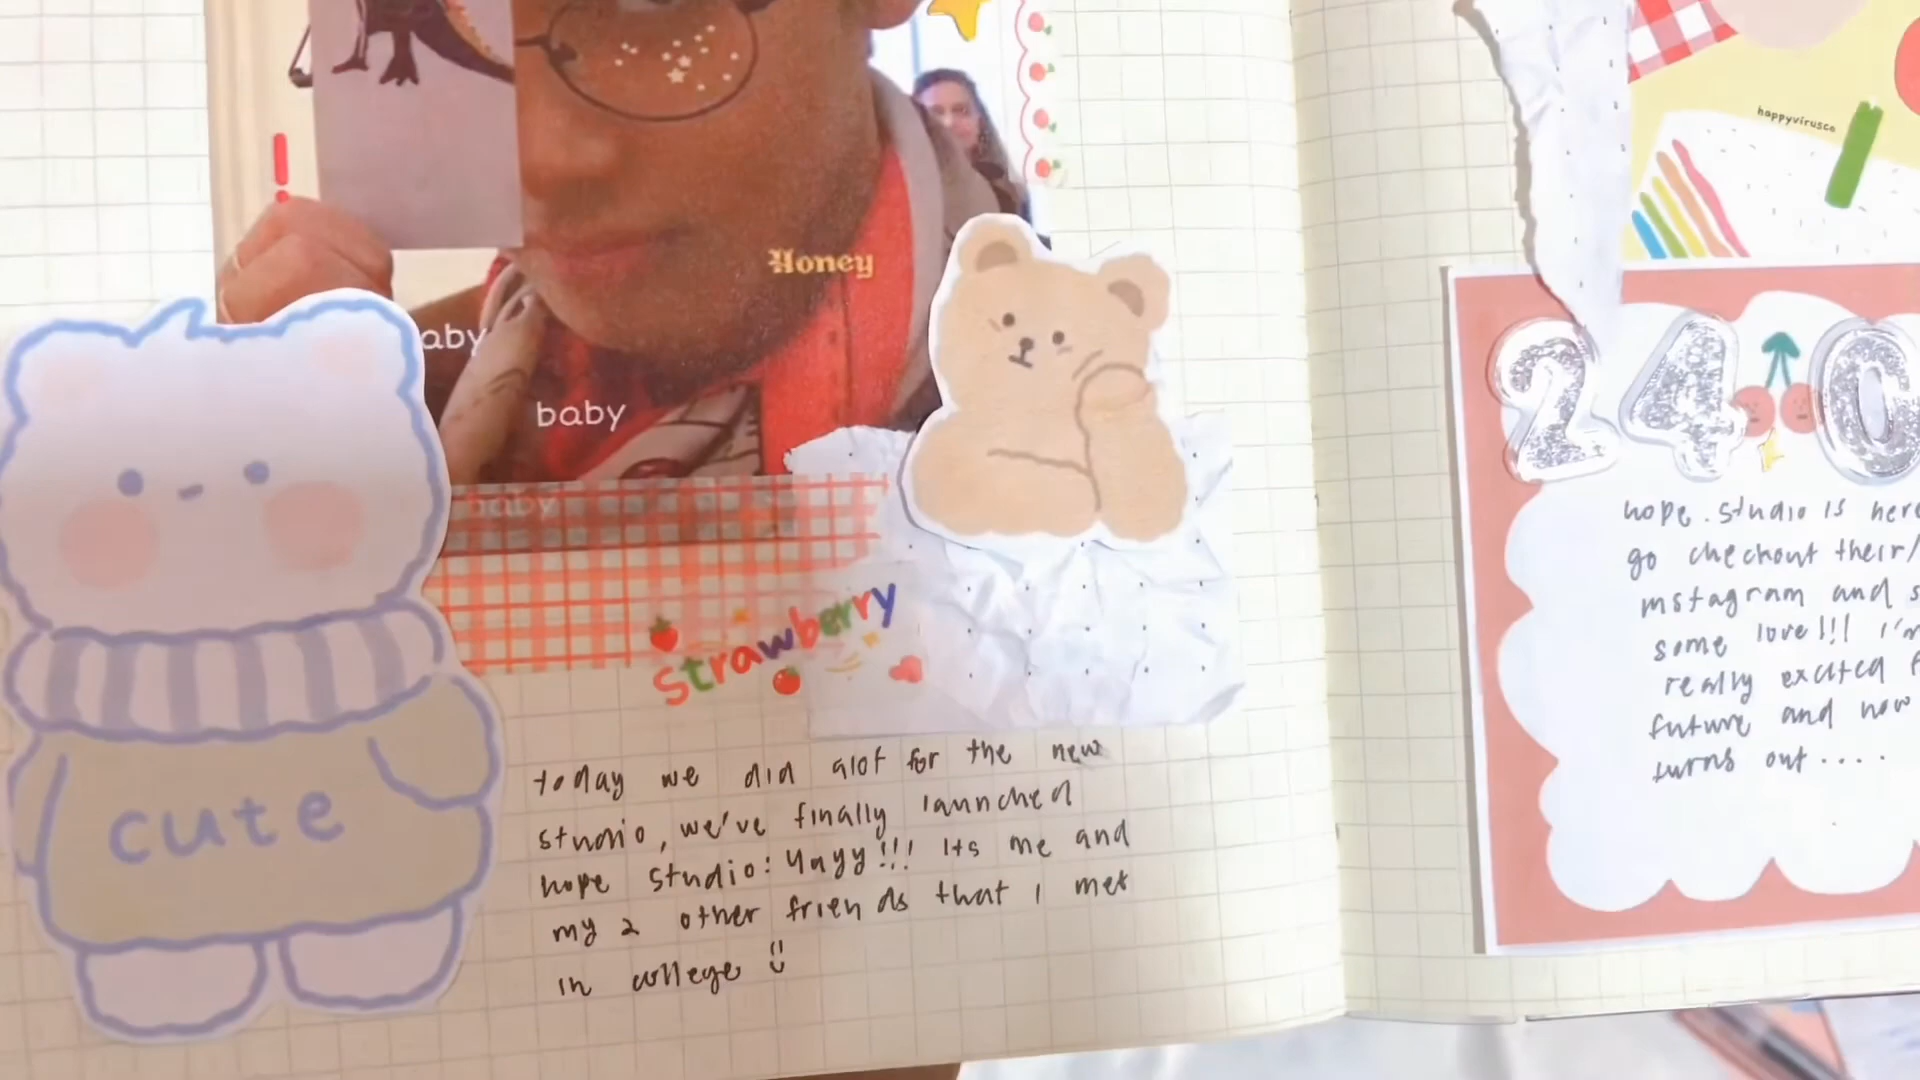 Honey
aby
baby
baby
strawberry
cute
today we did alot for the new
studio, we've finally launched
hope studio: Yayy!!! Its me and
my 2 other friends that I met
in college
happyvirusco
240
hope.studio is here
go checkout their/
instagram and s
some love!!! I'm
really excited f
future and how
turns out....